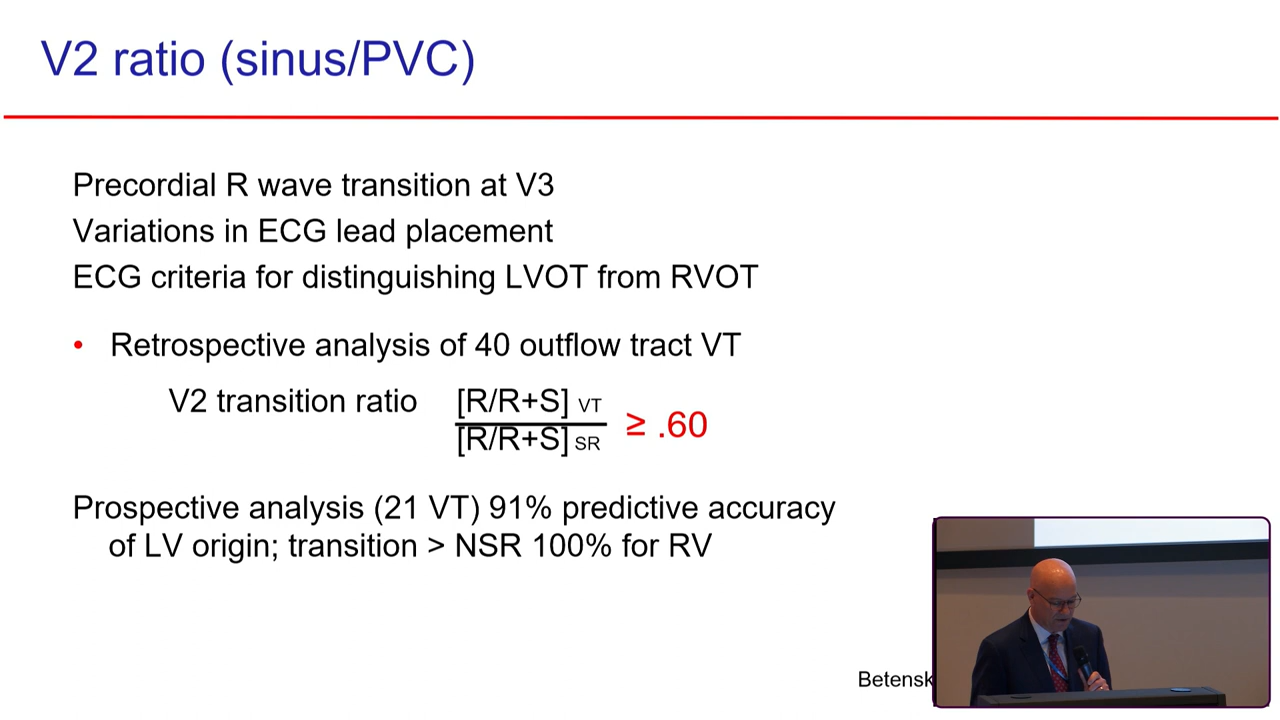 V2 ratio (sinus/PVC)
Precordial R wave transition at V3
Variations in ECG lead placement
ECG criteria for distinguishing LVOT from RVOT
• Retrospective analysis of 40 outflow tract VT
V2 transition ratio [R/R+S] VT
[R/R+S] SR
≥ .60
Prospective analysis (21 VT) 91% predictive accuracy
of LV origin; transition > NSR 100% for RV
Betensk